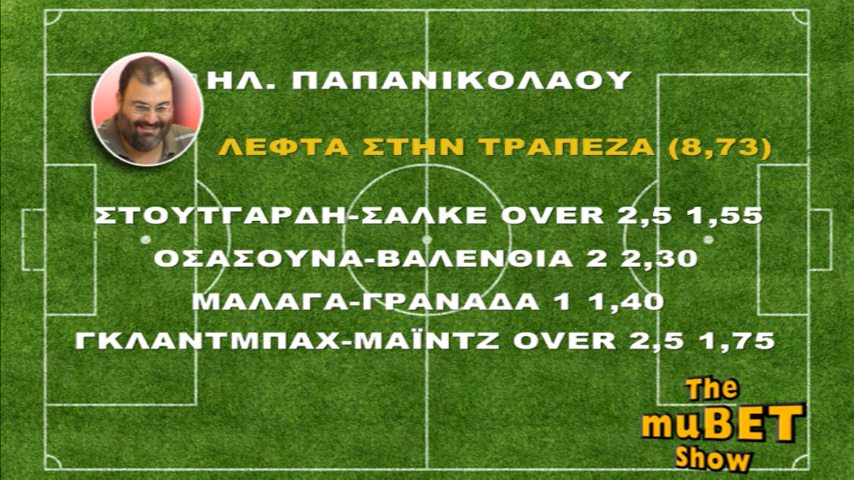 ΗΛ. ΠΑΠΑΝΙΚΟΛΑΟΥ
ΛΕΦΤΑ ΣΤΗΝ ΤΡΑΠΕΖΑ (8,73)
ΣΤΟΥΤΓΑΡΔΗ-ΣΑΛΚΕ OVER 2,5 1,55
ΟΣΑΣΟΥΝΑ-ΒΑΛΕΝΘΙΑ 2 2,30
ΜΑΛΑΓΑ-ΓΡΑΝΑΔΑ 1 1,40
ΓΚΛΑΝΤΜΠΑΧ-ΜΑΪΝΤΖ OVER 2,5 1,75
The
muBET
Show